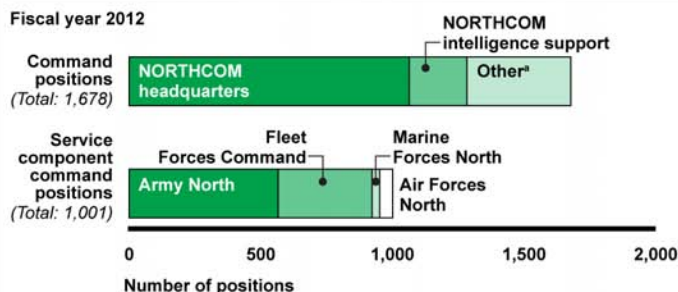 Fiscal year 2012
NORTHCOM
intelligence support
Command
positions
(Total: 1,678)
NORTHCOM
headquarters
Otherᵃ
Service
component
command
positions
(Total: 1,001)
Fleet
Forces Command
Marine
Forces North
Army North
Air Forces
North
0
500
1,000
1,500
2,000
Number of positions